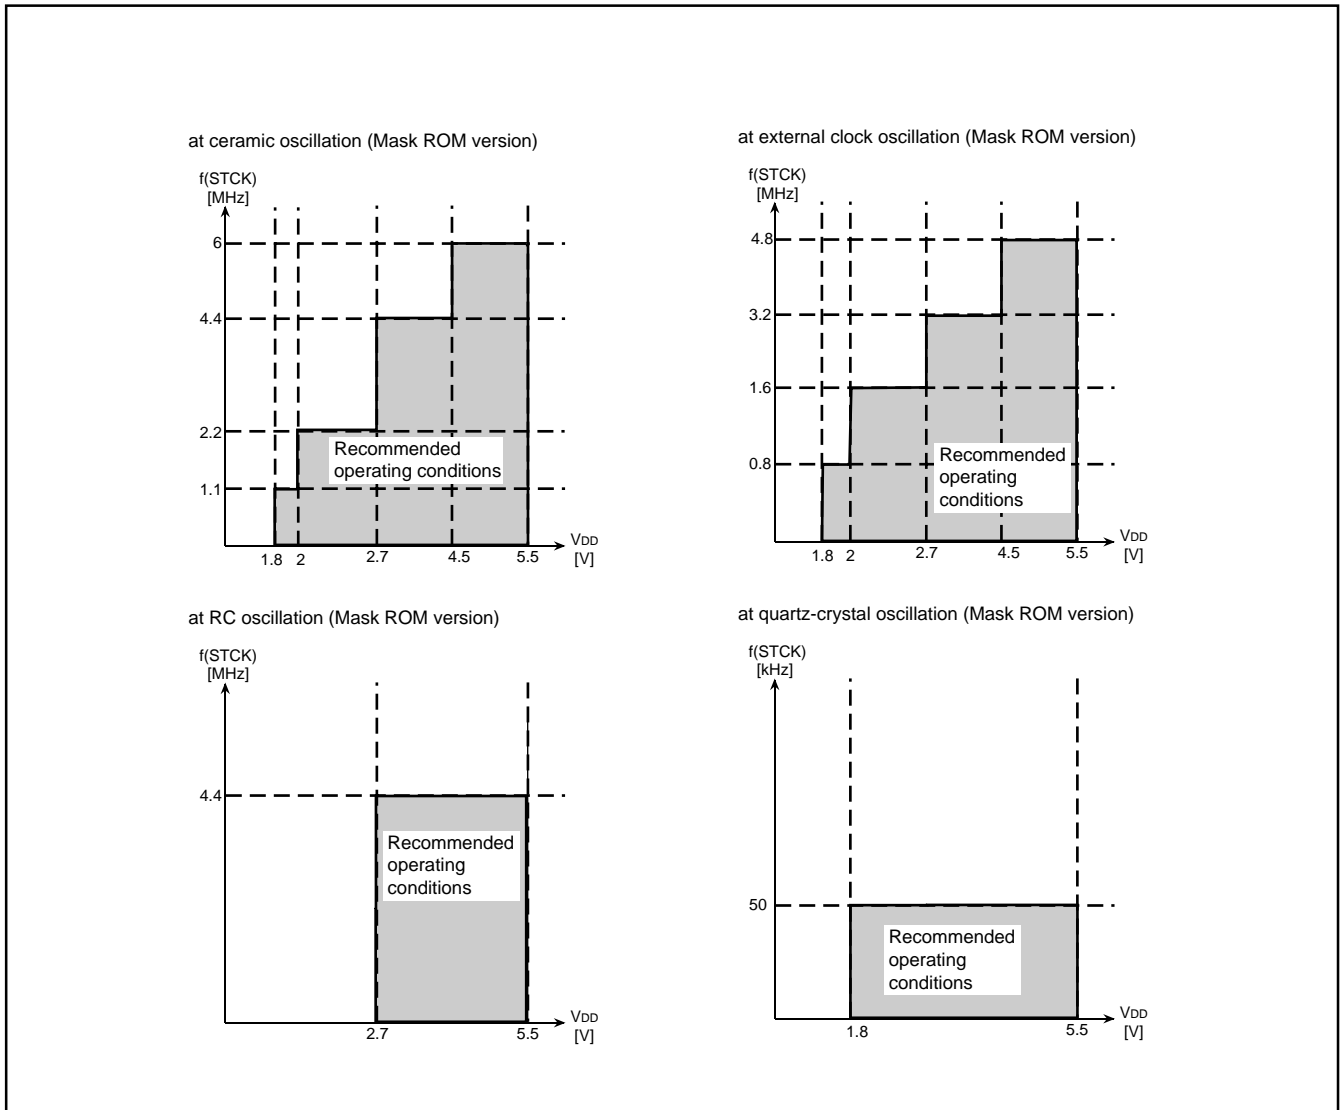 at ceramic oscillation (Mask ROM version)
f(STCK)
[MHz]
6
4.4
2.2
1.1
Recommended
operating conditions
1.8 2 2.7 4.5 5.5
VDD
[V]
at external clock oscillation (Mask ROM version)
f(STCK)
[MHz]
4.8
3.2
1.6
0.8
Recommended
operating
conditions
1.8 2 2.7 4.5 5.5
VDD
[V]
at RC oscillation (Mask ROM version)
f(STCK)
[MHz]
4.4
Recommended
operating
conditions
2.7 5.5
VDD
[V]
at quartz-crystal oscillation (Mask ROM version)
f(STCK)
[kHz]
50
Recommended
operating
conditions
1.8 5.5
VDD
[V]